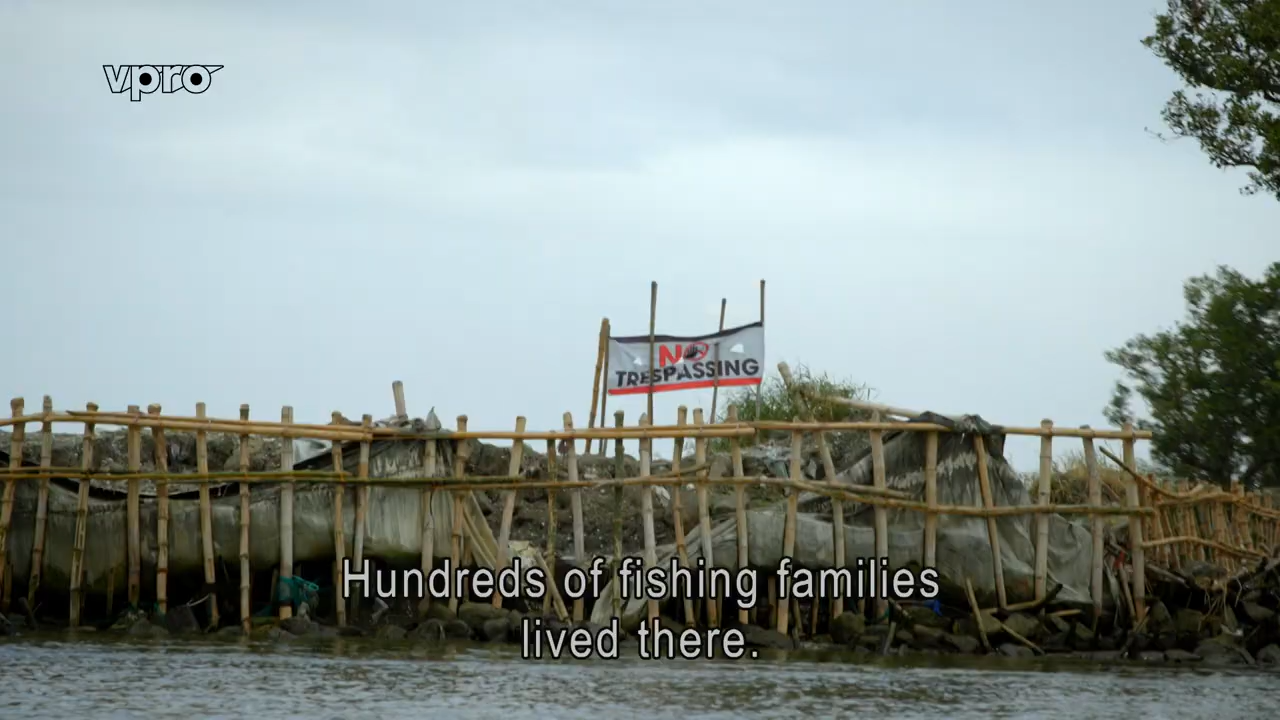 vpro
NO
TRESPASSING
Hundreds of fishing families
lived there.